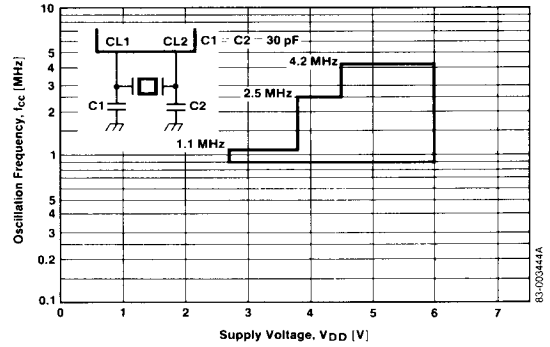 10
5
4
3
2
1
5
4
3
0.2
0.1
Oscillation Frequency, fcc [MHz]
CL1 CL2
C1 = C2 = 30 pF
C1
C2
4.2 MHz
2.5 MHz
1.1 MHz
0 1 2 3 4 5 6 7
Supply Voltage, VDD [V]
83-003444A